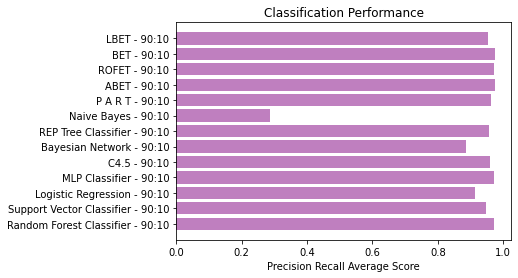 Classification Performance
LBET - 90:10
BET - 90:10
ROFET - 90:10
ABET - 90:10
P A R T - 90:10
Naive Bayes - 90:10
REP Tree Classifier - 90:10
Bayesian Network - 90:10
C4.5 - 90:10
MLP Classifier - 90:10
Logistic Regression - 90:10
Support Vector Classifier - 90:10
Random Forest Classifier - 90:10
0.0 0.2 0.4 0.6 0.8 1.0
Precision Recall Average Score